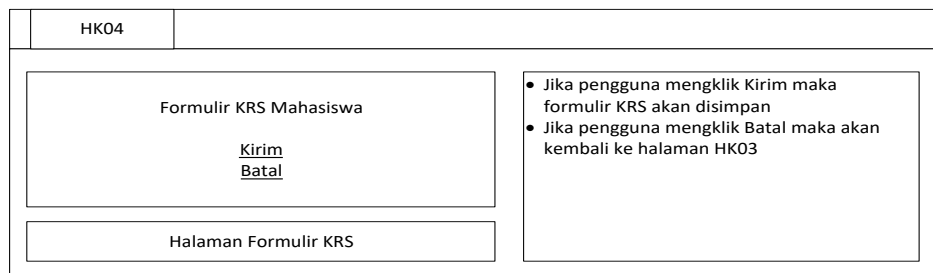 HK04
Formulir KRS Mahasiswa
Kirim
Batal
Halaman Formulir KRS
• Jika pengguna mengklik Kirim maka
formulir KRS akan disimpan
• Jika pengguna mengklik Batal maka akan
kembali ke halaman HK03